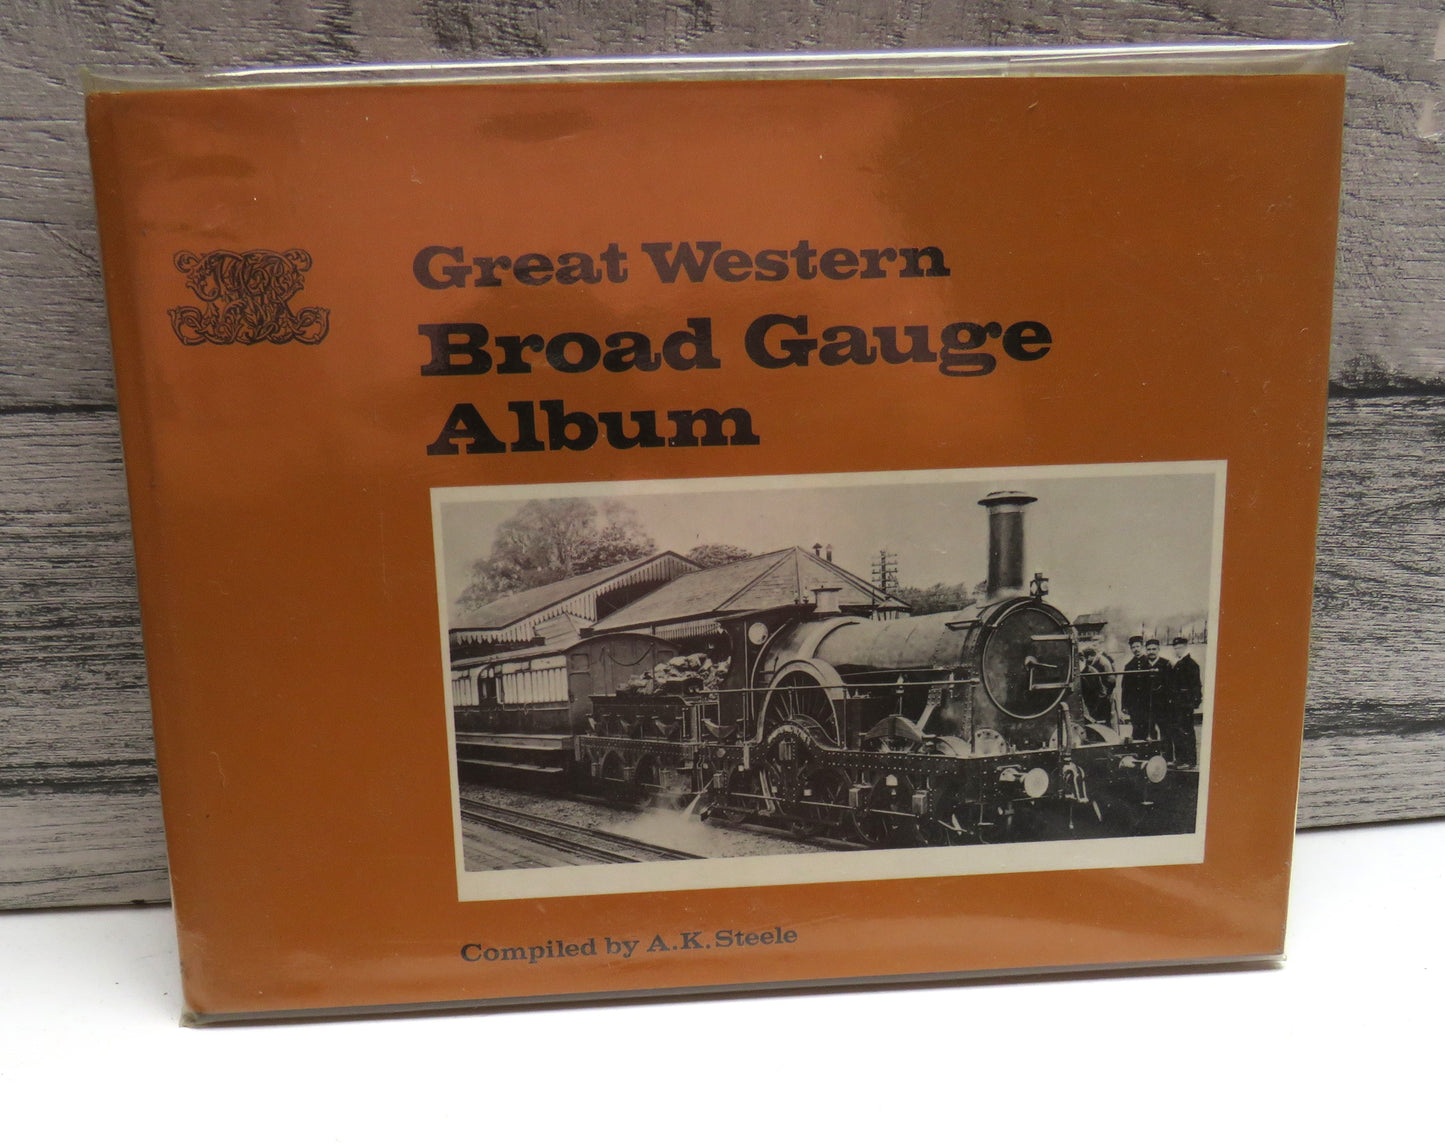 Great Western
Broad Gauge
Album
Compiled by A.K. Steele